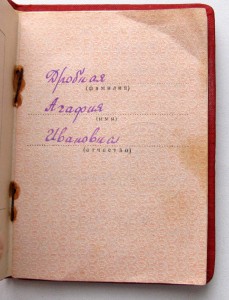 Дробная
(фамилия)
Агафия
(имя)
Ивановна
(отчество)